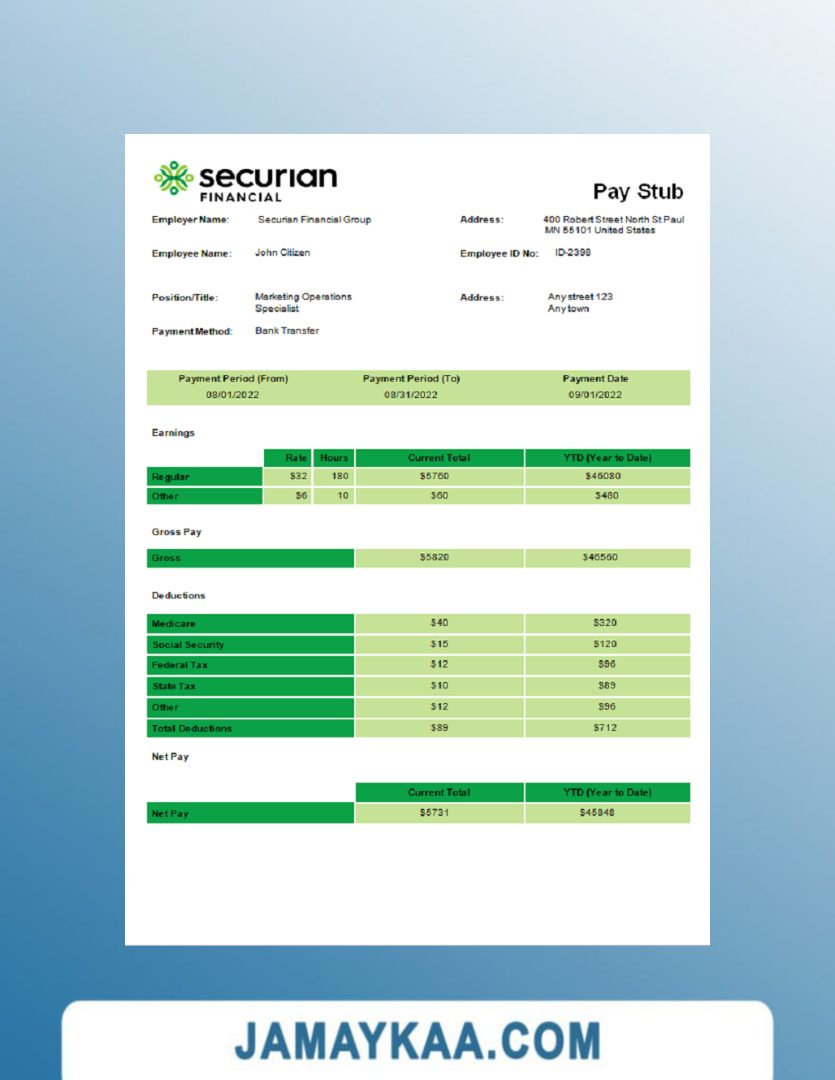 securian
FINANCIAL
Pay Stub
Employer Name: Securian Financial Group Address: 400 Robert Street North St Paul
MN 55101 United States
Employee Name: John Citizen Employee ID No: ID-2398
Position/Title: Marketing Operations Address: Any street 123
Specialist Any town
Payment Method: Bank Transfer
Payment Period (From) Payment Period (To) Payment Date
08/01/2022 08/31/2022 09/01/2022
Earnings
Rate Hours Current Total YTD (Year to Date)
Regular $32 180 $5760 $46080
Other $6 10 $60 $480
Gross Pay
Gross $5820 $46560
Deductions
Medicare $40 $320
Social Security $15 $120
Federal Tax $12 $96
State Tax $10 $89
Other $12 $96
Total Deductions $89 $712
Net Pay
Current Total YTD (Year to Date)
Net Pay $5731 $45848
JAMAYKAA.COM